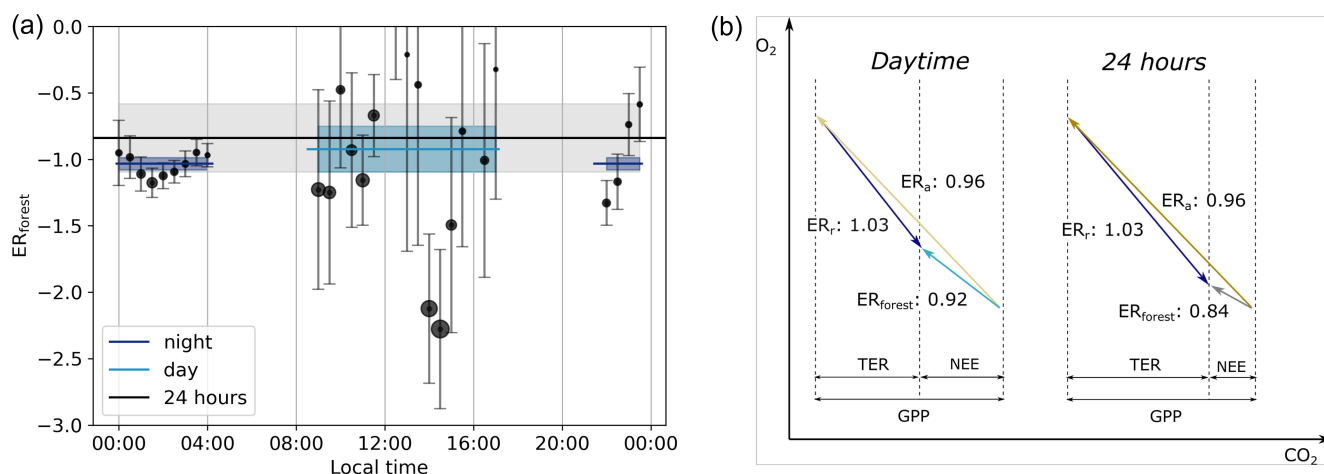 (a)
0.0
−0.5
−1.0
−1.5
−2.0
−2.5
−3.0
ERforest
night
day
24 hours
00:00 04:00 08:00 12:00 16:00 20:00 00:00
Local time
(b)
O2
Daytime
24 hours
ERa: 0.96
ERr: 1.03
ERforest: 0.92
ERa: 0.96
ERr: 1.03
ERforest: 0.84
TER NEE
GPP
TER NEE
GPP
CO2